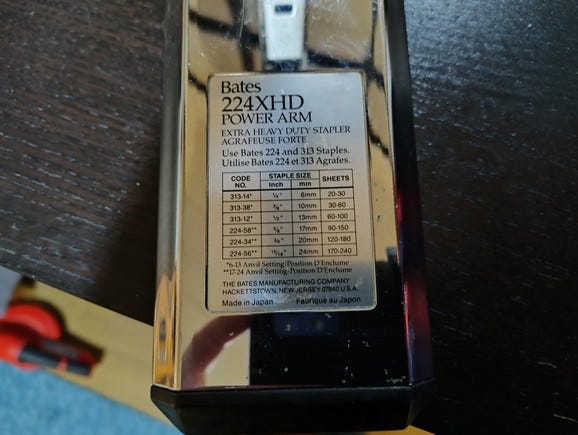 Bates
224XHD
POWER ARM
EXTRA HEAVY DUTY STAPLER
AGRAFEUSE FORTE
Use Bates 224 and 313 Staples.
Utilise Bates 224 et 313 Agrafes.
CODE NO. STAPLE SIZE Inch mm SHEETS
313-14* 1/4" 6mm 20-30
313-38* 3/8" 10mm 30-60
313-12* 1/2" 13mm 60-100
224-58** 5/8" 17mm 90-150
224-34** 3/4" 20mm 120-180
224-56** 15/16" 24mm 170-240
*6-13 Anvil Setting/Position D'Enclume
**17-24 Anvil Setting/Position D'Enclume
THE BATES MANUFACTURING COMPANY
HACKETTSTOWN, NEW JERSEY 07840 U.S.A.
Made in Japan Fabriqué au Japon